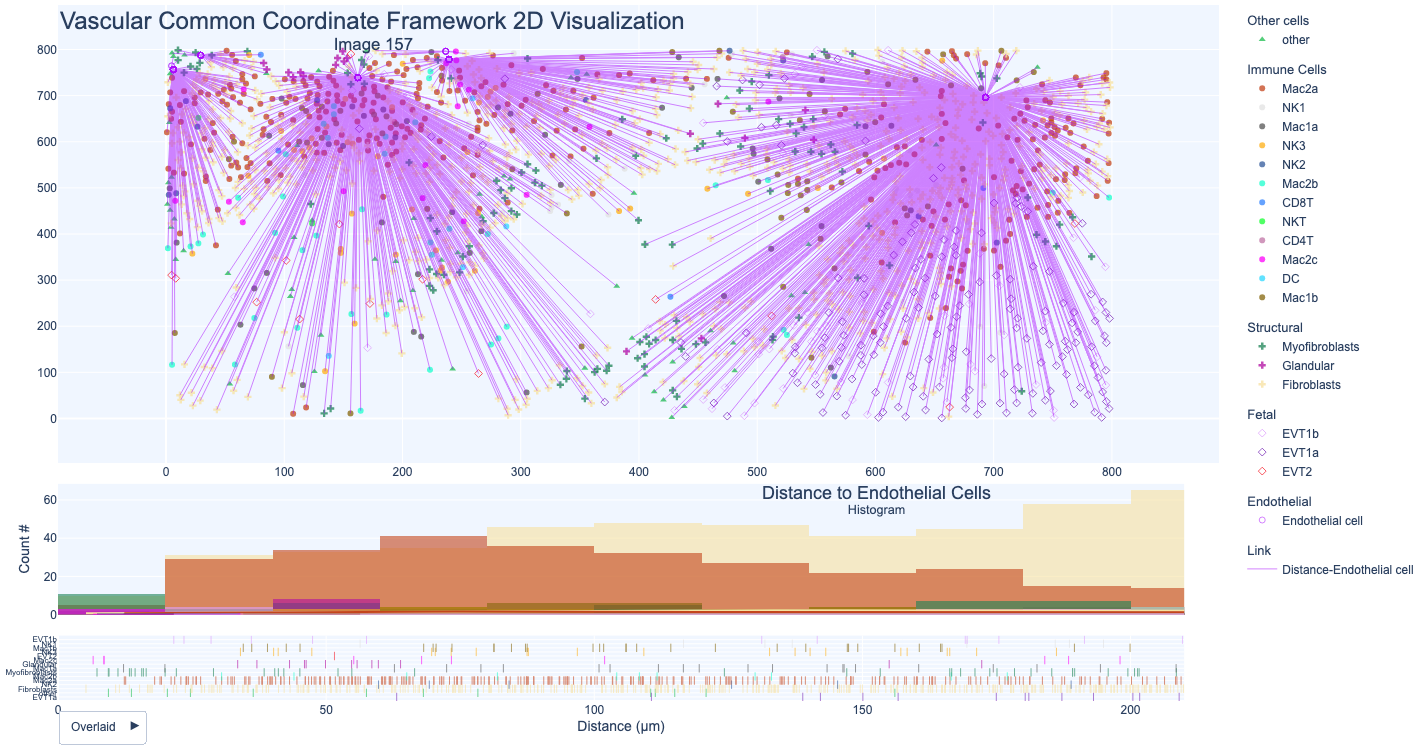 Vascular Common Coordinate Framework 2D Visualization
Image 157
800
700
600
500
400
300
200
100
0
0 100 200 300 400 500 600 700 800
Other cells
other
Immune Cells
Mac2a
NK1
Mac1a
NK3
NK2
Mac2b
CD8T
NKT
CD4T
Mac2c
DC
Mac1b
Structural
Myofibroblasts
Glandular
Fibroblasts
Fetal
EVT1b
EVT1a
EVT2
Endothelial
Endothelial cell
Link
Distance-Endothelial cell
Distance to Endothelial Cells
Histogram
Count #
60
40
20
0
EVT1b
Mac1b
EVT2
Glandular
Myofibroblasts
Mac2a
Fibroblasts
EVT1a
0 50 100 150 200
Distance (μm)
Overlaid ►